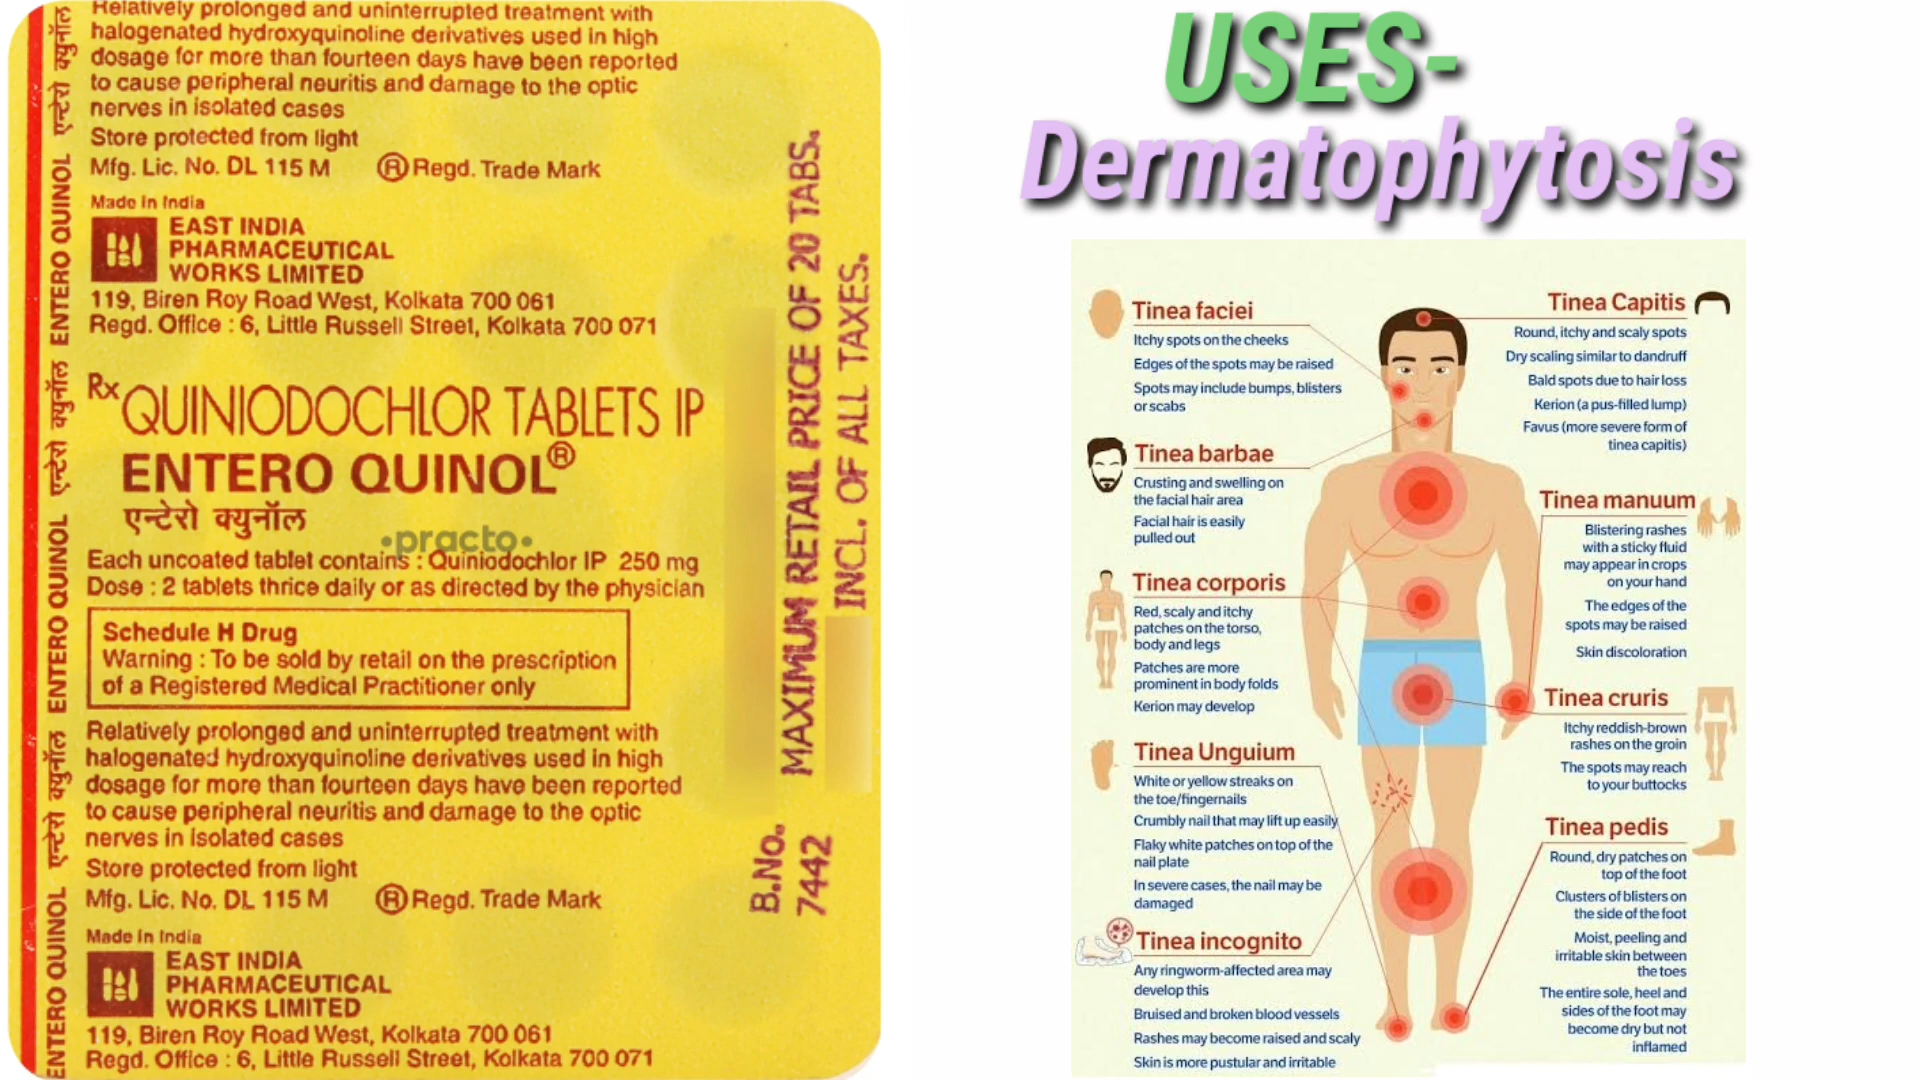 Relatively prolonged and uninterrupted treatment with
halogenated hydroxyquinoline derivatives used in high
dosage for more than fourteen days have been reported
to cause peripheral neuritis and damage to the optic
nerves in isolated cases
Store protected from light
Mfg. Lic. No. DL 115 M ® Regd. Trade Mark
Made in India
EAST INDIA
PHARMACEUTICAL
WORKS LIMITED
119, Biren Roy Road West, Kolkata 700 061
Regd. Office : 6, Little Russell Street, Kolkata 700 071
Rx QUINIODOCHLOR TABLETS IP
ENTERO QUINOL®
एन्टेरो क्युनॉल
•practo•
Each uncoated tablet contains : Quiniodochlor IP 250 mg
Dose : 2 tablets thrice daily or as directed by the physician
Schedule H Drug
Warning : To be sold by retail on the prescription
of a Registered Medical Practitioner only
Relatively prolonged and uninterrupted treatment with
halogenated hydroxyquinoline derivatives used in high
dosage for more than fourteen days have been reported
to cause peripheral neuritis and damage to the optic
nerves in isolated cases
Store protected from light
Mfg. Lic. No. DL 115 M ® Regd. Trade Mark
Made in India
EAST INDIA
PHARMACEUTICAL
WORKS LIMITED
119, Biren Roy Road West, Kolkata 700 061
Regd. Office : 6, Little Russell Street, Kolkata 700 071
ENTERO QUINOL एन्टेरो क्युनॉल ENTERO QUINOL एन्टेरो क्युनॉल ENTERO QUINOL एन्टेरो क्युनॉल
B.No.
7442
MAXIMUM RETAIL PRICE OF 20 TABS.
INCL. OF ALL TAXES.
USES-
Dermatophytosis
Tinea faciei
Itchy spots on the cheeks
Edges of the spots may be raised
Spots may include bumps, blisters
or scabs
Tinea barbae
Crusting and swelling on
the facial hair area
Facial hair is easily
pulled out
Tinea corporis
Red, scaly and itchy
patches on the torso,
body and legs
Patches are more
prominent in body folds
Kerion may develop
Tinea Unguium
White or yellow streaks on
the toe/fingernails
Crumbly nail that may lift up easily
Flaky white patches on top of the
nail plate
In severe cases, the nail may be
damaged
Tinea incognito
Any ringworm-affected area may
develop this
Bruised and broken blood vessels
Rashes may become raised and scaly
Skin is more pustular and irritable
Tinea Capitis
Round, itchy and scaly spots
Dry scaling similar to dandruff
Bald spots due to hair loss
Kerion (a pus-filled lump)
Favus (more severe form of
tinea capitis)
Tinea manuum
Blistering rashes
with a sticky fluid
may appear in crops
on your hand
The edges of the
spots may be raised
Skin discoloration
Tinea cruris
Itchy reddish-brown
rashes on the groin
The spots may reach
to your buttocks
Tinea pedis
Round, dry patches on
top of the foot
Clusters of blisters on
the side of the foot
Moist, peeling and
irritable skin between
the toes
The entire sole, heel and
sides of the foot may
become dry but not
inflamed